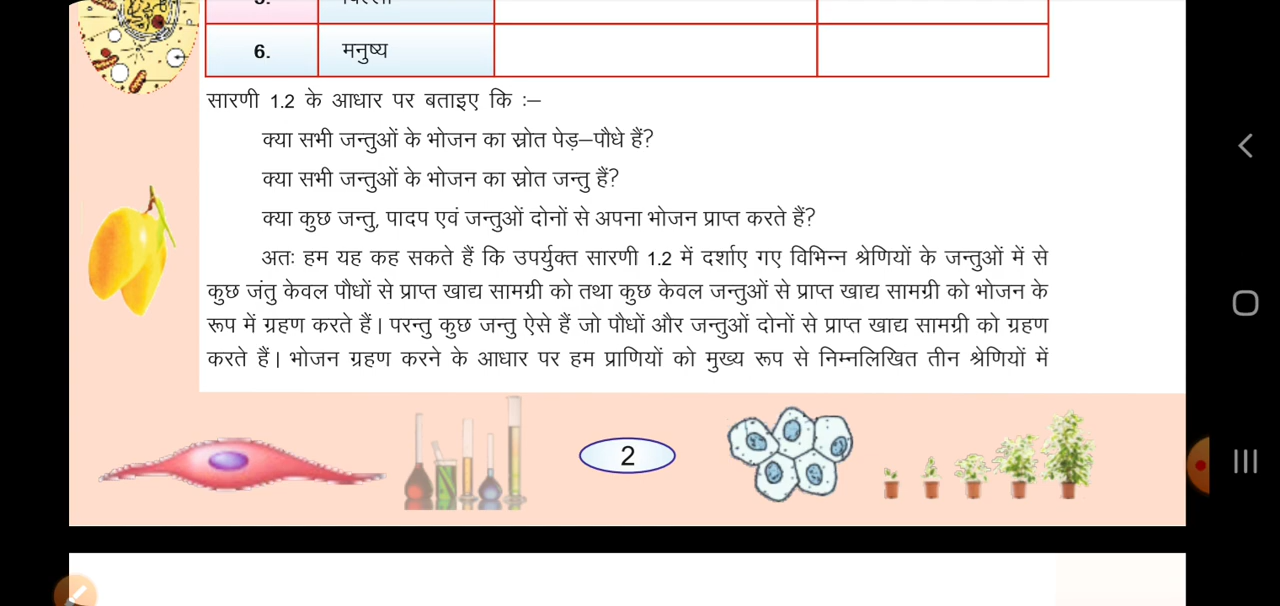 6. मनुष्य
सारणी 1.2 के आधार पर बताइए कि :–
क्या सभी जन्तुओं के भोजन का स्रोत पेड़–पौधे हैं?
क्या सभी जन्तुओं के भोजन का स्रोत जन्तु हैं?
क्या कुछ जन्तु, पादप एवं जन्तुओं दोनों से अपना भोजन प्राप्त करते हैं?
अतः हम यह कह सकते हैं कि उपर्युक्त सारणी 1.2 में दर्शाए गए विभिन्न श्रेणियों के जन्तुओं में से
कुछ जंतु केवल पौधों से प्राप्त खाद्य सामग्री को तथा कुछ केवल जन्तुओं से प्राप्त खाद्य सामग्री को भोजन के
रूप में ग्रहण करते हैं। परन्तु कुछ जन्तु ऐसे हैं जो पौधों और जन्तुओं दोनों से प्राप्त खाद्य सामग्री को ग्रहण
करते हैं। भोजन ग्रहण करने के आधार पर हम प्राणियों को मुख्य रूप से निम्नलिखित तीन श्रेणियों में
2